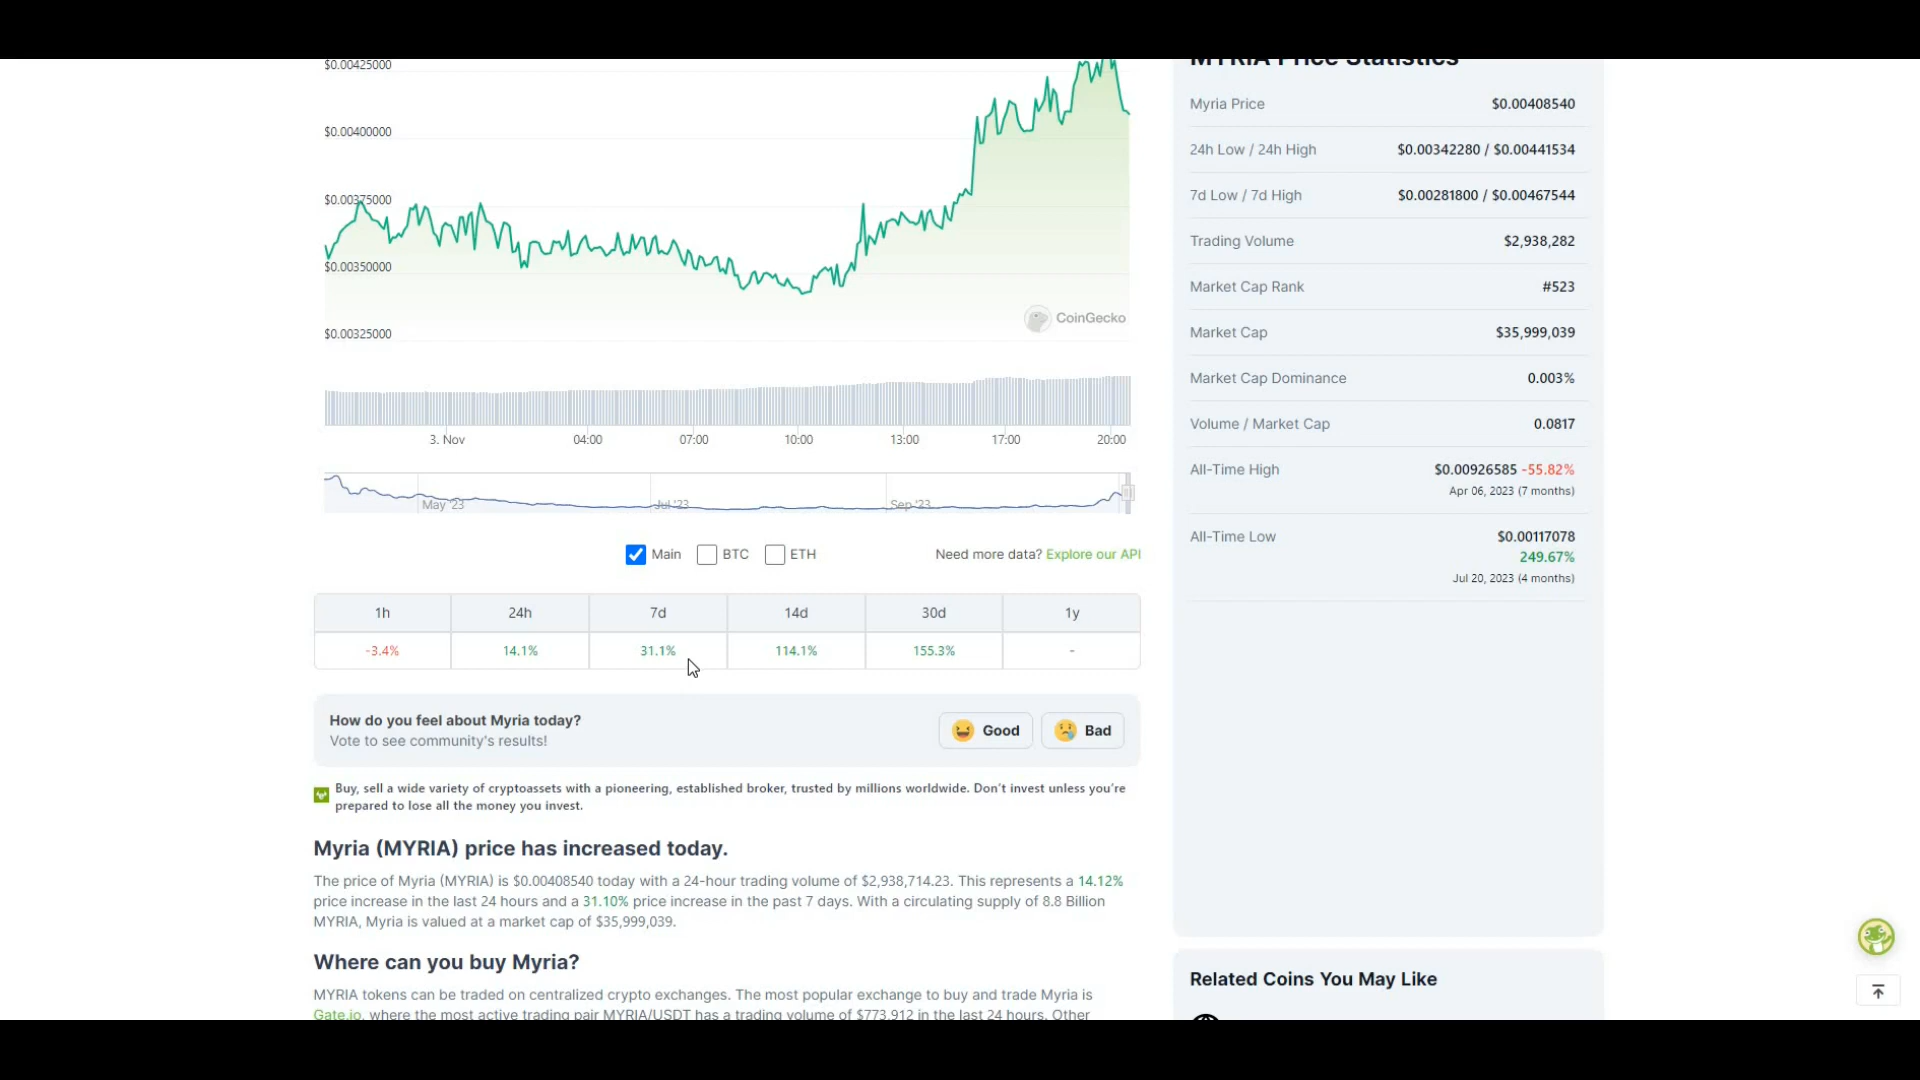 MYRIA Price Statistics
$0.00425000
$0.00400000
$0.00375000
$0.00350000
$0.00325000
CoinGecko
3. Nov 04:00 07:00 10:00 13:00 17:00 20:00
May '23 Jul '23 Sep '23
Main BTC ETH Need more data? Explore our API
1h 24h 7d 14d 30d 1y
-3.4% 14.1% 31.1% 114.1% 155.3% -
How do you feel about Myria today?
Vote to see community's results!
Good Bad
Buy, sell a wide variety of cryptoassets with a pioneering, established broker, trusted by millions worldwide. Don't invest unless you're
prepared to lose all the money you invest.
Myria (MYRIA) price has increased today.
The price of Myria (MYRIA) is $0.00408540 today with a 24-hour trading volume of $2,938,714.23. This represents a 14.12%
price increase in the last 24 hours and a 31.10% price increase in the past 7 days. With a circulating supply of 8.8 Billion
MYRIA, Myria is valued at a market cap of $35,999,039.
Where can you buy Myria?
MYRIA tokens can be traded on centralized crypto exchanges. The most popular exchange to buy and trade Myria is
Gate.io, where the most active trading pair MYRIA/USDT has a trading volume of $773,912 in the last 24 hours. Other
Myria Price $0.00408540
24h Low / 24h High $0.00342280 / $0.00441534
7d Low / 7d High $0.00281800 / $0.00467544
Trading Volume $2,938,282
Market Cap Rank #523
Market Cap $35,999,039
Market Cap Dominance 0.003%
Volume / Market Cap 0.0817
All-Time High $0.00926585 -55.82%
Apr 06, 2023 (7 months)
All-Time Low $0.00117078
249.67%
Jul 20, 2023 (4 months)
Related Coins You May Like